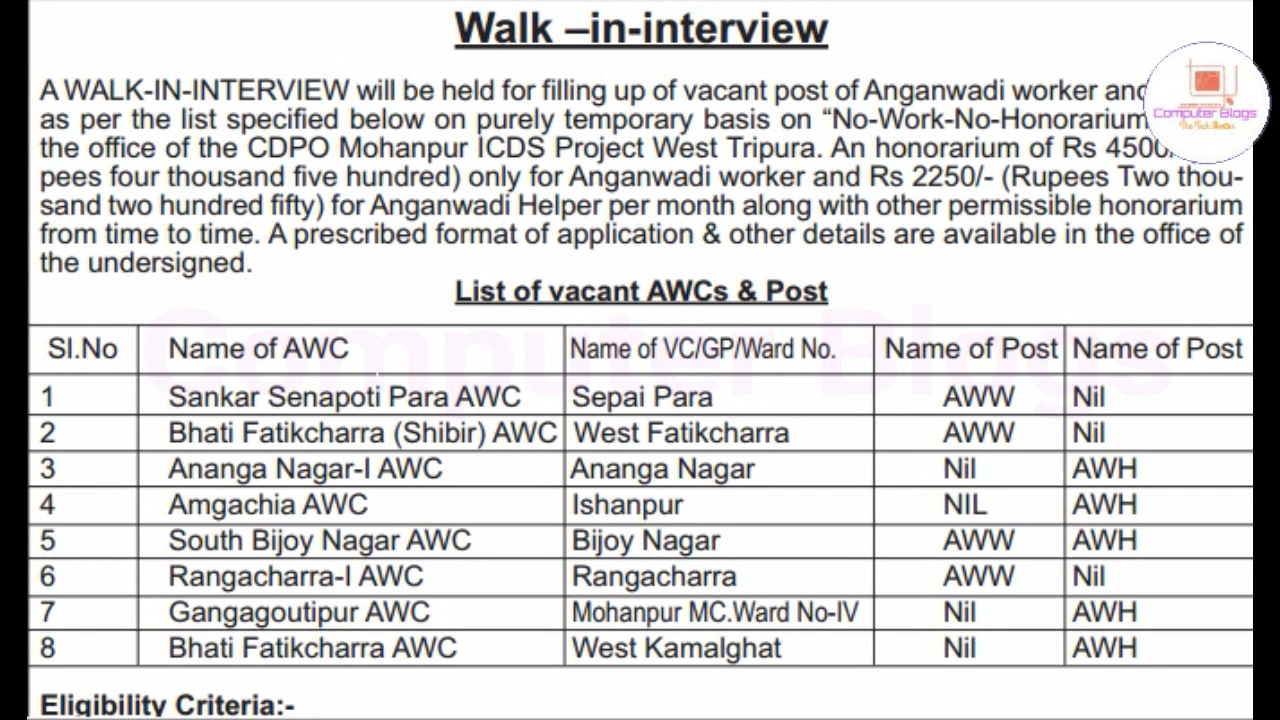 Walk –in-interview
A WALK-IN-INTERVIEW will be held for filling up of vacant post of Anganwadi worker and
as per the list specified below on purely temporary basis on “No-Work-No-Honorarium
the office of the CDPO Mohanpur ICDS Project West Tripura. An honorarium of Rs 4500
pees four thousand five hundred) only for Anganwadi worker and Rs 2250/- (Rupees Two thou-
sand two hundred fifty) for Anganwadi Helper per month along with other permissible honorarium
from time to time. A prescribed format of application & other details are available in the office of
the undersigned.
List of vacant AWCs & Post
Sl.No Name of AWC Name of VC/GP/Ward No. Name of Post Name of Post
1 Sankar Senapoti Para AWC Sepai Para AWW Nil
2 Bhati Fatikcharra (Shibir) AWC West Fatikcharra AWW Nil
3 Ananga Nagar-I AWC Ananga Nagar Nil AWH
4 Amgachia AWC Ishanpur NIL AWH
5 South Bijoy Nagar AWC Bijoy Nagar AWW AWH
6 Rangacharra-I AWC Rangacharra AWW Nil
7 Gangagoutipur AWC Mohanpur MC.Ward No-IV Nil AWH
8 Bhati Fatikcharra AWC West Kamalghat Nil AWH
Eligibility Criteria:-
Computer Blogs
The Tech Master
Computer Blogs